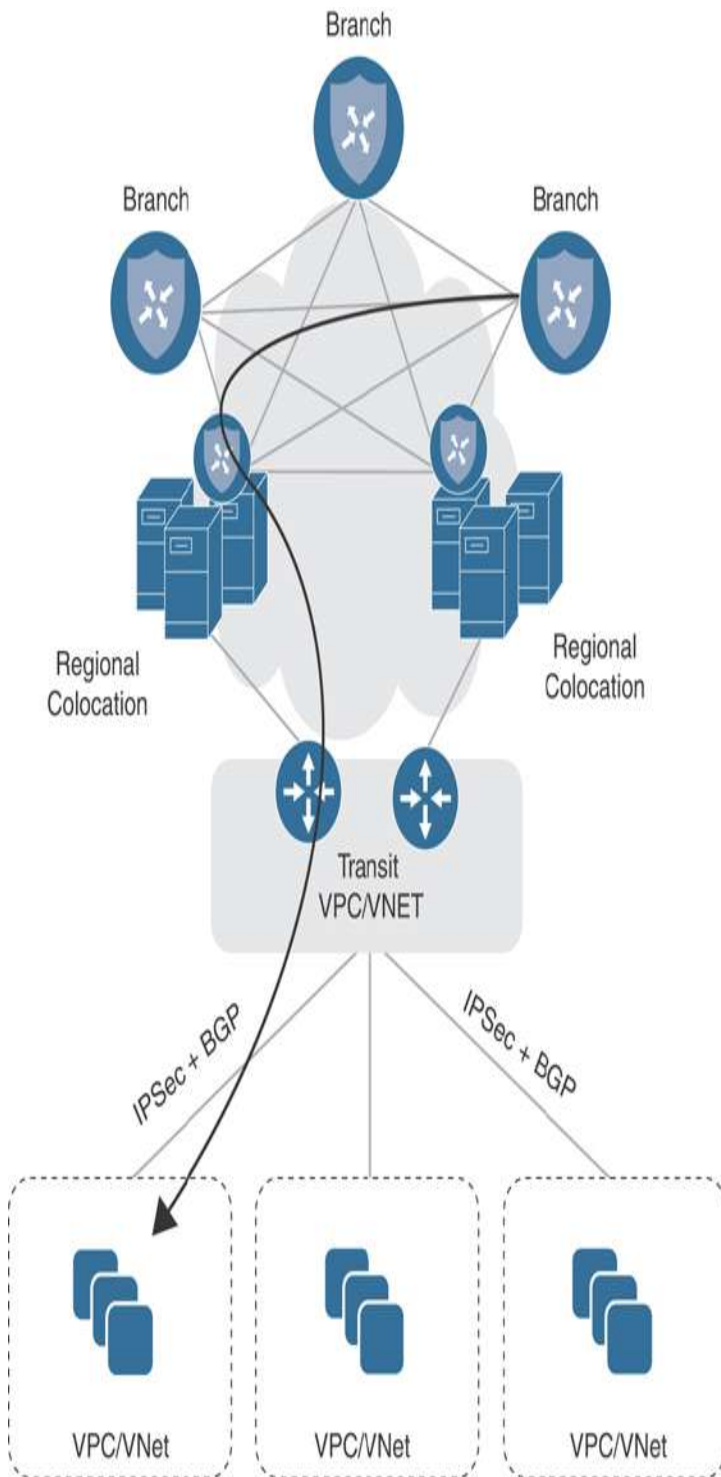 Branch
Branch
Branch
Regional
Colocation
Regional
Colocation
Transit
VPC/VNET
IPSec + BGP
IPSec + BGP
VPC/VNet
VPC/VNet
VPC/VNet